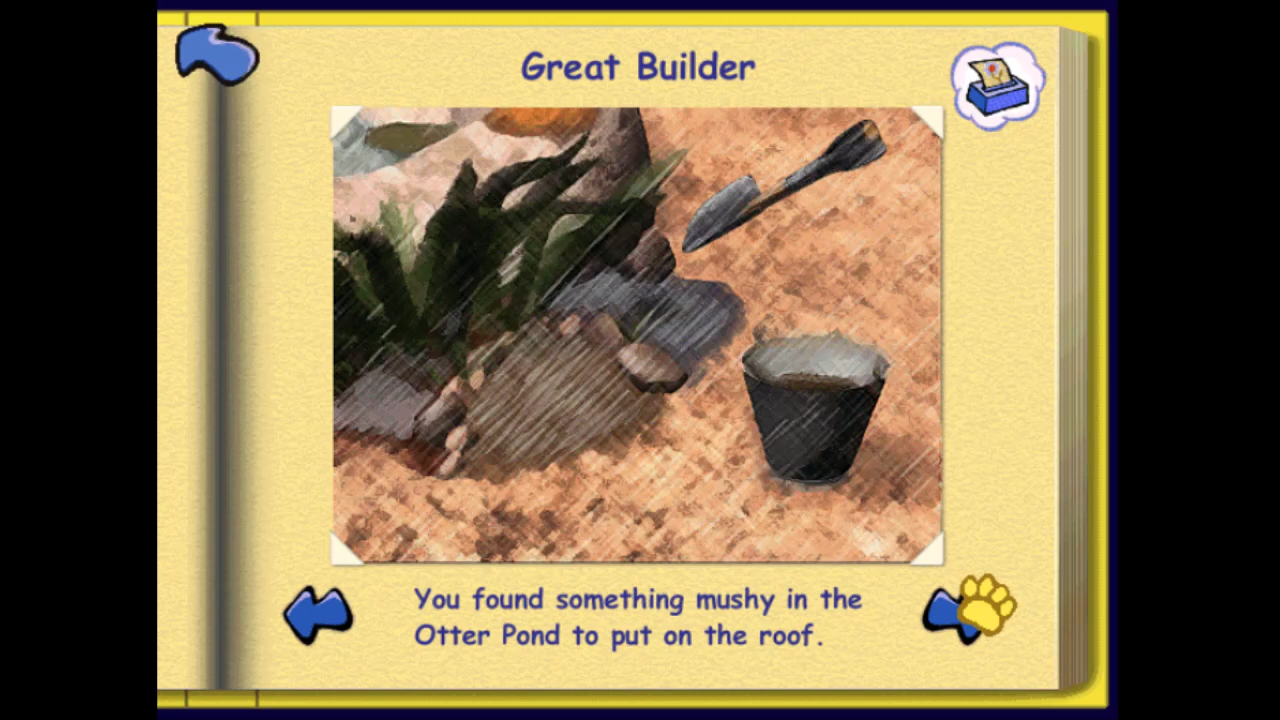 Great Builder
You found something mushy in the
Otter Pond to put on the roof.